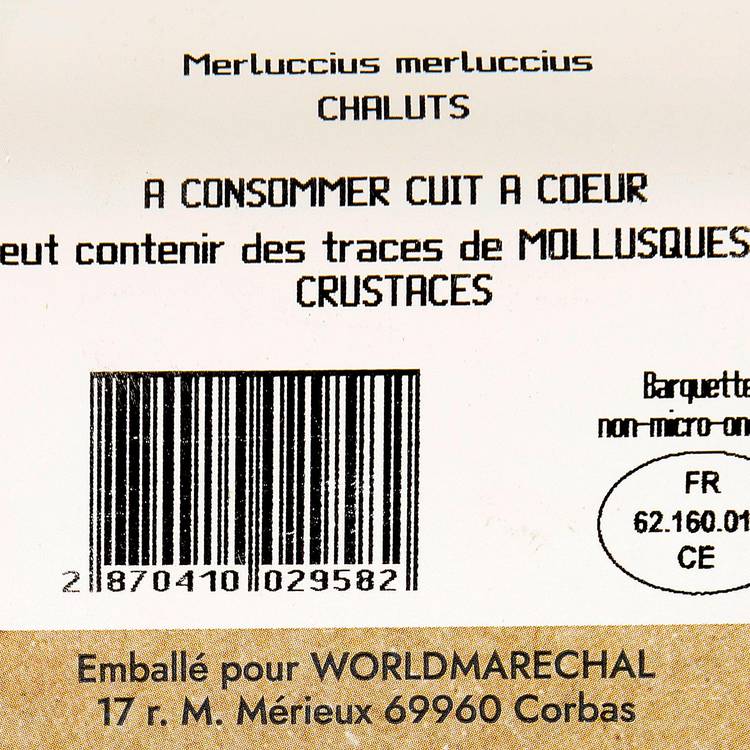 Merluccius merluccius
CHALUTS
A CONSOMMER CUIT A COEUR
eut contenir des traces de MOLLUSQUES
CRUSTACES
Barquette
non-micro-on
FR
62.160.01
CE
2 870410 029582
Emballé pour WORLDMARECHAL
17 r. M. Mérieux 69960 Corbas